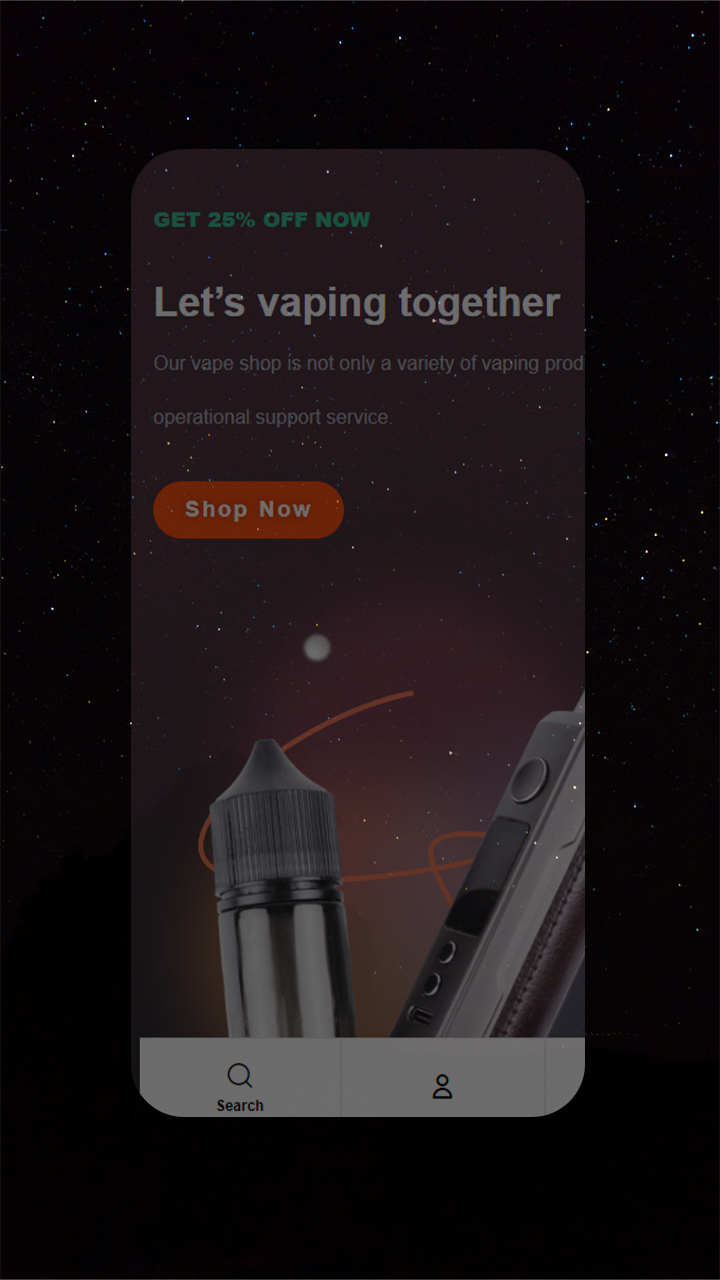 GET 25% OFF NOW
Let’s vaping together
Our vape shop is not only a variety of vaping prod
operational support service.
Shop Now
Search